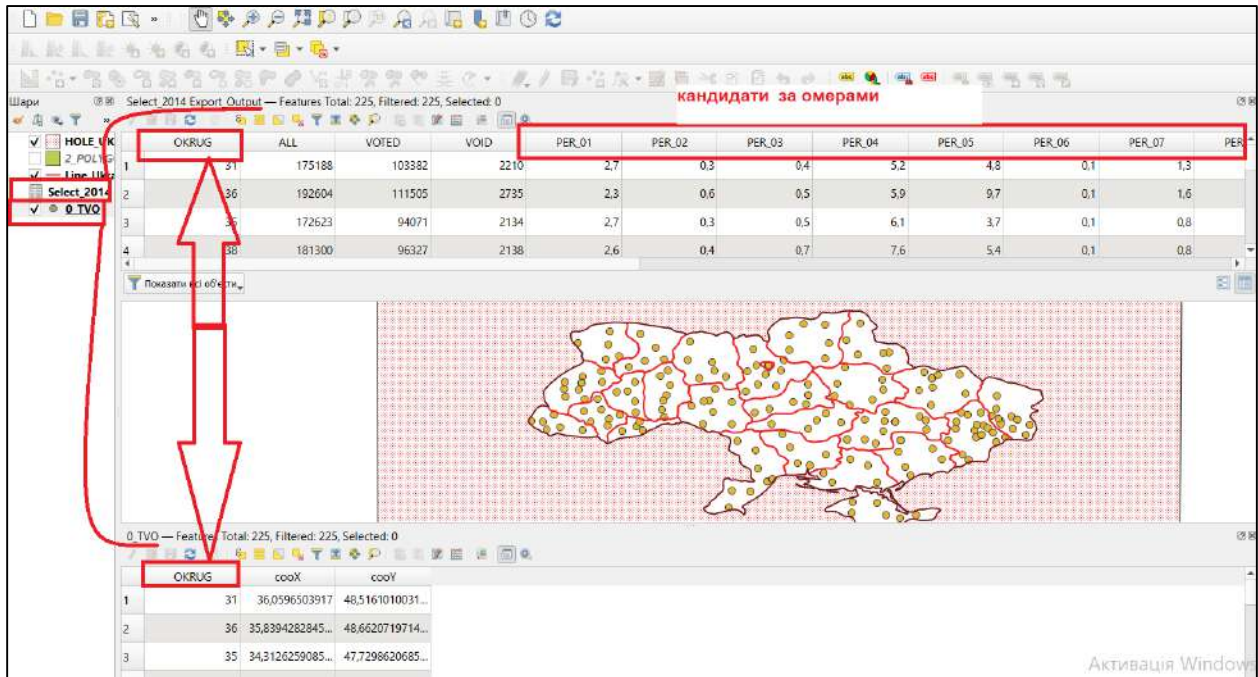 кандидати за омерами
Шари
Select_2014 Export_Output — Features Total: 225, Filtered: 225, Selected: 0
HOLE_UK
2_POLYG
Line_Ukra
Select_2014
0_TVO
OKRUG ALL VOTED VOID PER_01 PER_02 PER_03 PER_04 PER_05 PER_06 PER_07 PER
1 31 175188 103382 2210 2,7 0,3 0,4 5,2 4,8 0,1 1,3
2 36 192604 111505 2735 2,3 0,6 0,5 5,9 9,7 0,1 1,6
3 35 172623 94071 2134 2,7 0,3 0,5 6,1 3,7 0,1 0,8
4 38 181300 96327 2138 2,6 0,4 0,7 7,6 5,4 0,1 0,8
Показати всі об'єкти
0_TVO — Features Total: 225, Filtered: 225, Selected: 0
OKRUG cooX cooY
1 31 36,0596503917 48,5161010031...
2 36 35,8394282845... 48,6620719714...
3 35 34,3126259085... 47,7298620685...
Активація Windows